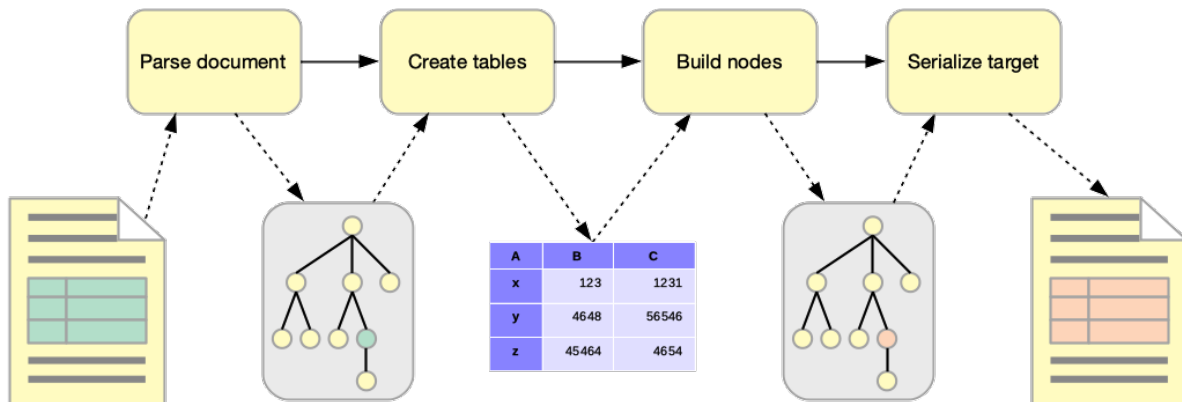 Parse document
Create tables
Build nodes
Serialize target
A B C
x 123 1231
y 4648 56546
z 45464 4654